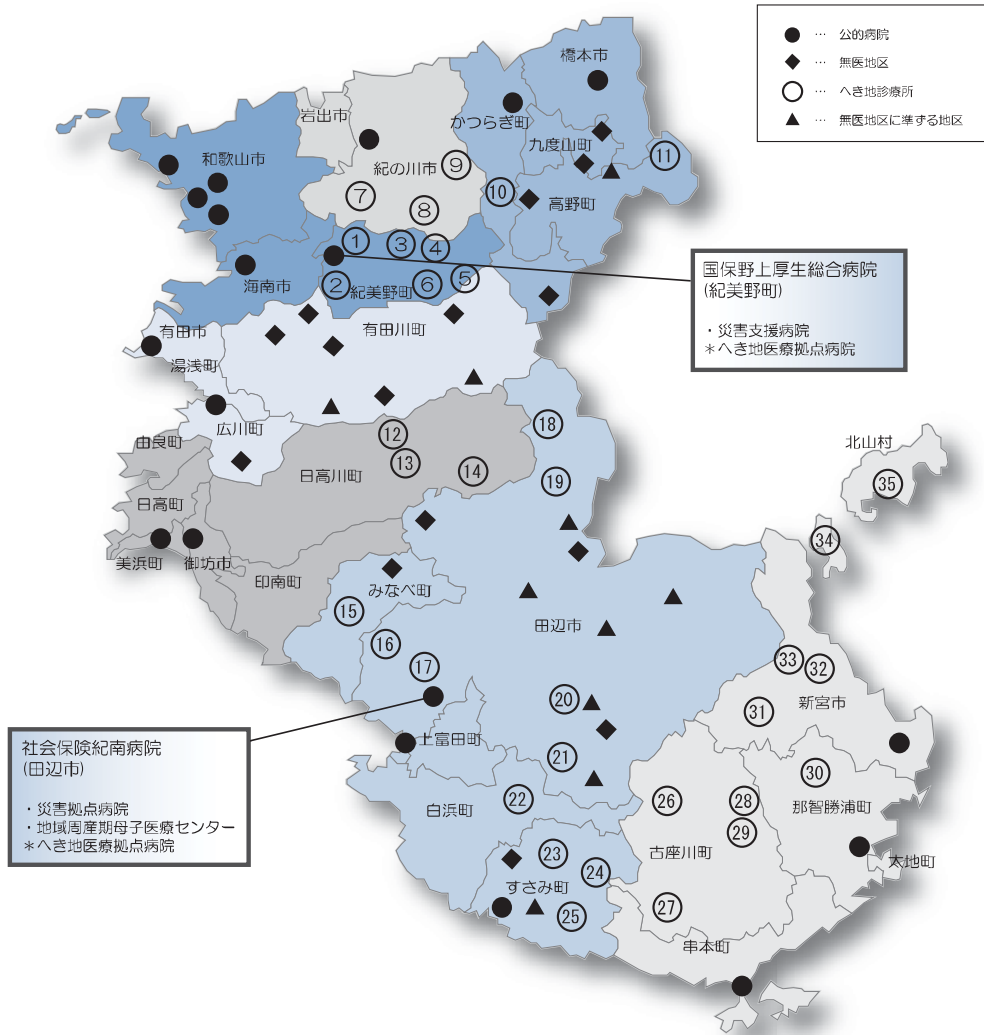 … 公的病院
… 無医地区
… へき地診療所
… 無医地区に準ずる地区
橋本市
岩出市
かつらぎ町
九度山町
和歌山市
紀の川市
⑨
⑪
⑦
⑧
⑩
高野町
①
③
④
海南市
②
紀美野町
⑥
⑤
国保野上厚生総合病院
(紀美野町)
・災害支援病院
*へき地医療拠点病院
有田市
有田川町
湯浅町
広川町
由良町
⑫
⑬
⑭
日高川町
⑱
⑲
北山村
㉟
㉞
日高町
美浜町
御坊市
印南町
みなべ町
⑮
⑯
⑰
田辺市
⑳
㉑
㉝
㉜
新宮市
㉛
㉚
社会保険紀南病院
(田辺市)
・災害拠点病院
・地域周産期母子医療センター
*へき地医療拠点病院
上富田町
白浜町
㉒
㉖
㉘
㉙
那智勝浦町
古座川町
太地町
㉓
㉔
すさみ町
㉕
㉗
串本町